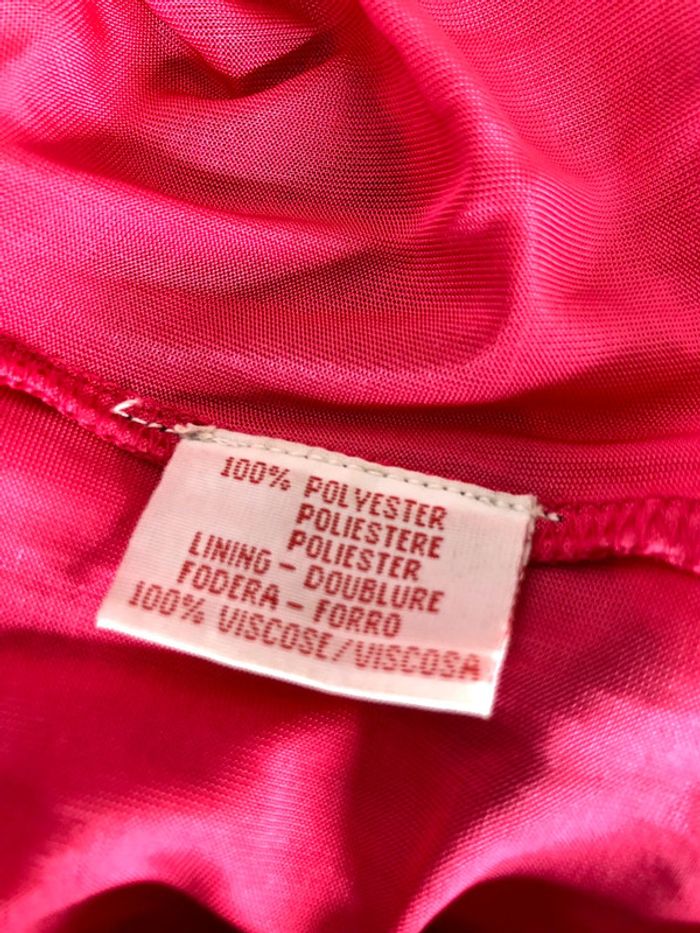 100% POLYESTER
POLIESTERE
POLIESTER
LINING - DOUBLURE
FODERA - FORRO
100% VISCOSE/VISCOSA